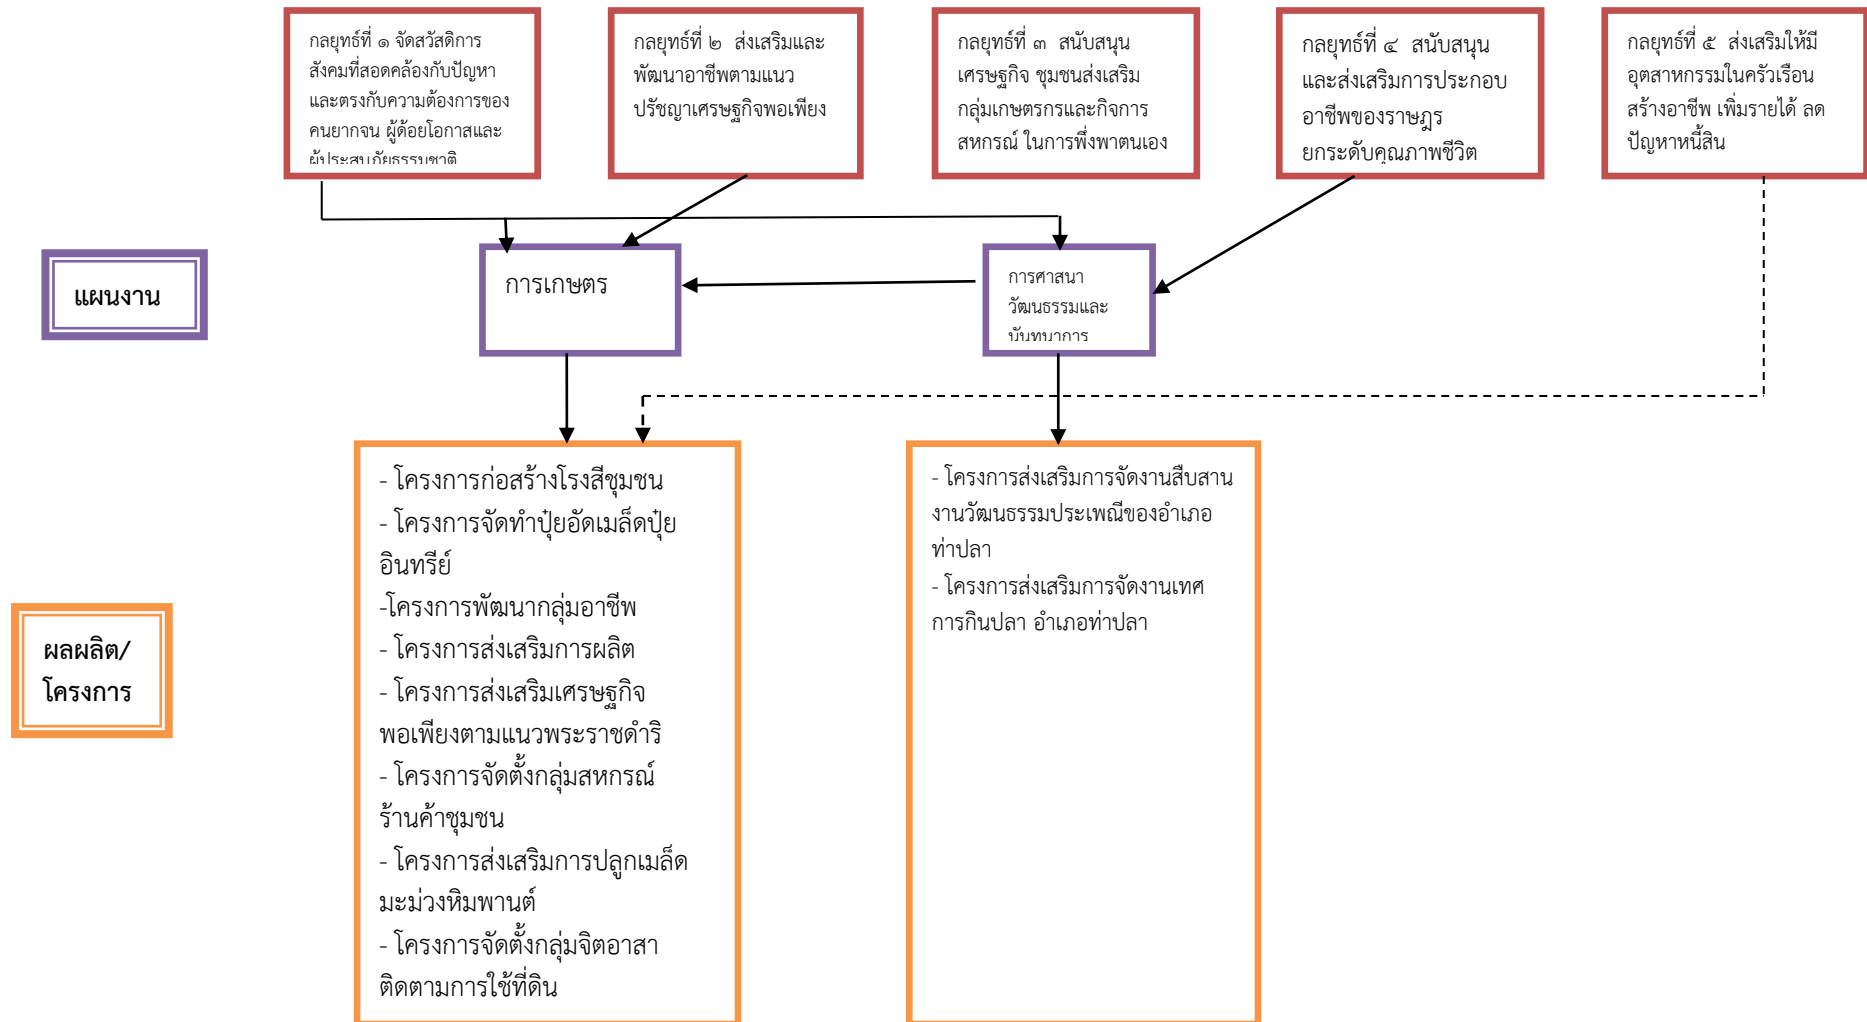 กลยุทธ์ที่ ๑ จัดสวัสดิการ
สังคมที่สอดคล้องกับปัญหา
และตรงกับความต้องการของ
คนยากจน ผู้ด้อยโอกาสและ
ผู้ประสบภัยธรรมชาติ
กลยุทธ์ที่ ๒ ส่งเสริมและ
พัฒนาอาชีพตามแนว
ปรัชญาเศรษฐกิจพอเพียง
กลยุทธ์ที่ ๓ สนับสนุน
เศรษฐกิจ ชุมชนส่งเสริม
กลุ่มเกษตรกรและกิจการ
สหกรณ์ ในการพึ่งพาตนเอง
กลยุทธ์ที่ ๔ สนับสนุน
และส่งเสริมการประกอบ
อาชีพของราษฎร
ยกระดับคุณภาพชีวิต
กลยุทธ์ที่ ๕ ส่งเสริมให้มี
อุตสาหกรรมในครัวเรือน
สร้างอาชีพ เพิ่มรายได้ ลด
ปัญหาหนี้สิน
แผนงาน
การเกษตร
การศาสนา
วัฒนธรรมและ
นันทนาการ
ผลผลิต/
โครงการ
- โครงการก่อสร้างโรงสีชุมชน
- โครงการจัดทำปุ๋ยอัดเมล็ดปุ๋ย
อินทรีย์
-โครงการพัฒนากลุ่มอาชีพ
- โครงการส่งเสริมการผลิต
- โครงการส่งเสริมเศรษฐกิจ
พอเพียงตามแนวพระราชดำริ
- โครงการจัดตั้งกลุ่มสหกรณ์
ร้านค้าชุมชน
- โครงการส่งเสริมการปลูกเมล็ด
มะม่วงหิมพานต์
- โครงการจัดตั้งกลุ่มจิตอาสา
ติดตามการใช้ที่ดิน
- โครงการส่งเสริมการจัดงานสืบสาน
งานวัฒนธรรมประเพณีของอำเภอ
ท่าปลา
- โครงการส่งเสริมการจัดงานเทศ
การกินปลา อำเภอท่าปลา